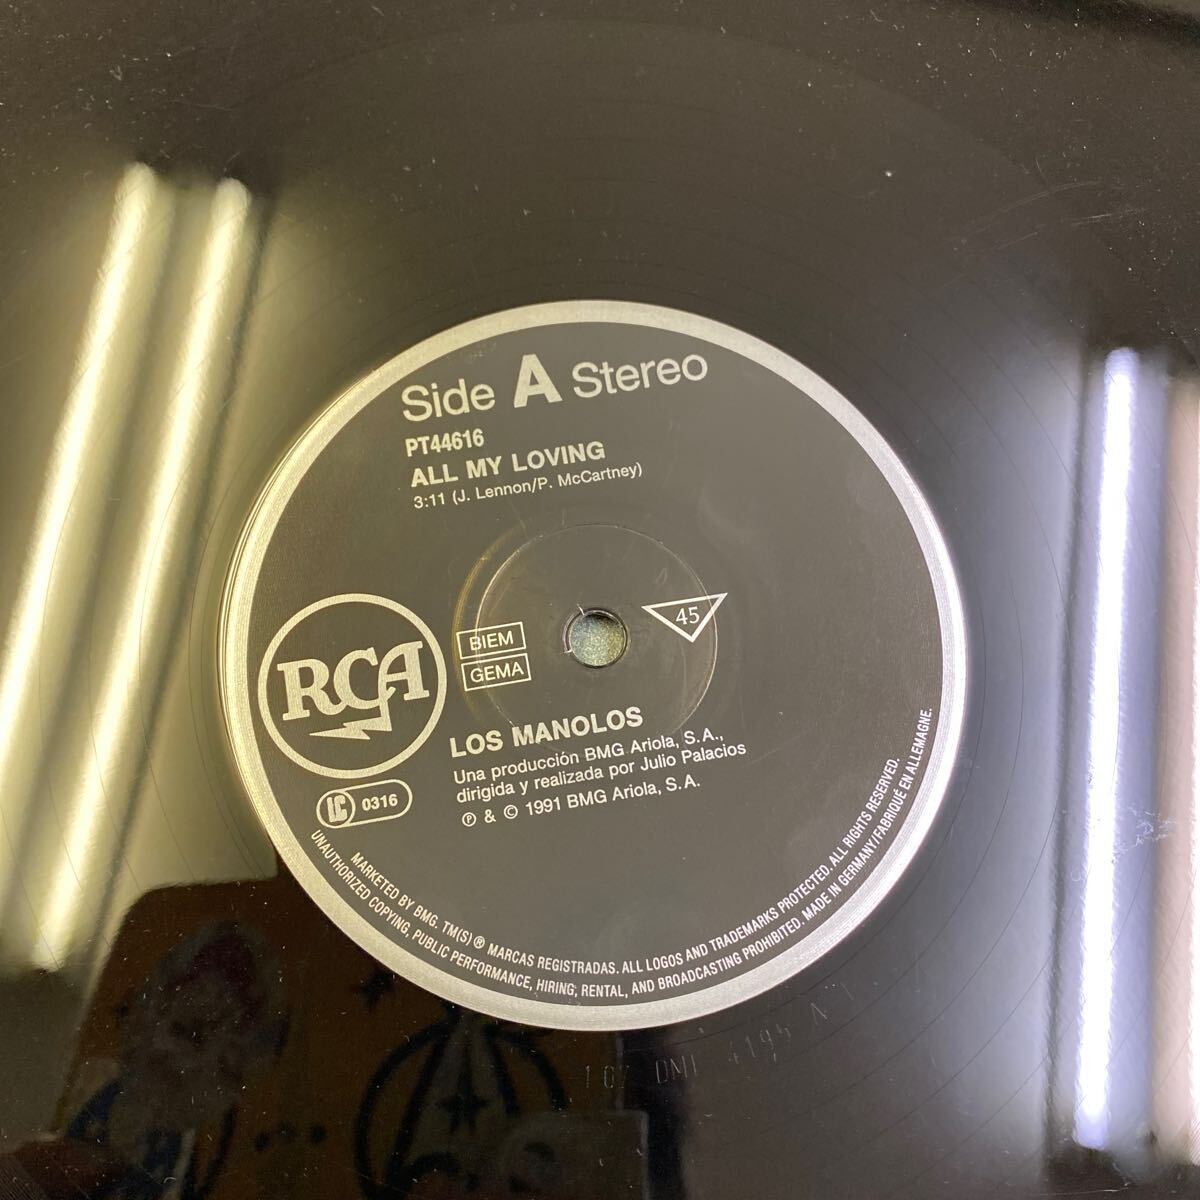 Side A Stereo
PT44616
ALL MY LOVING
3:11 (J. Lennon/P. McCartney)
45
BIEM
GEMA
RCA
LOS MANOLOS
Una producción BMG Ariola, S.A.,
dirigida y realizada por Julio Palacios
℗ & © 1991 BMG Ariola, S.A.
LC 0316
MARKETED BY BMG. TM(S) ® MARCAS REGISTRADAS. ALL LOGOS AND TRADEMARKS PROTECTED. ALL RIGHTS RESERVED.
UNAUTHORIZED COPYING, PUBLIC PERFORMANCE, HIRING, RENTAL, AND BROADCASTING PROHIBITED. MADE IN GERMANY/FABRIQUÉ EN ALLEMAGNE.